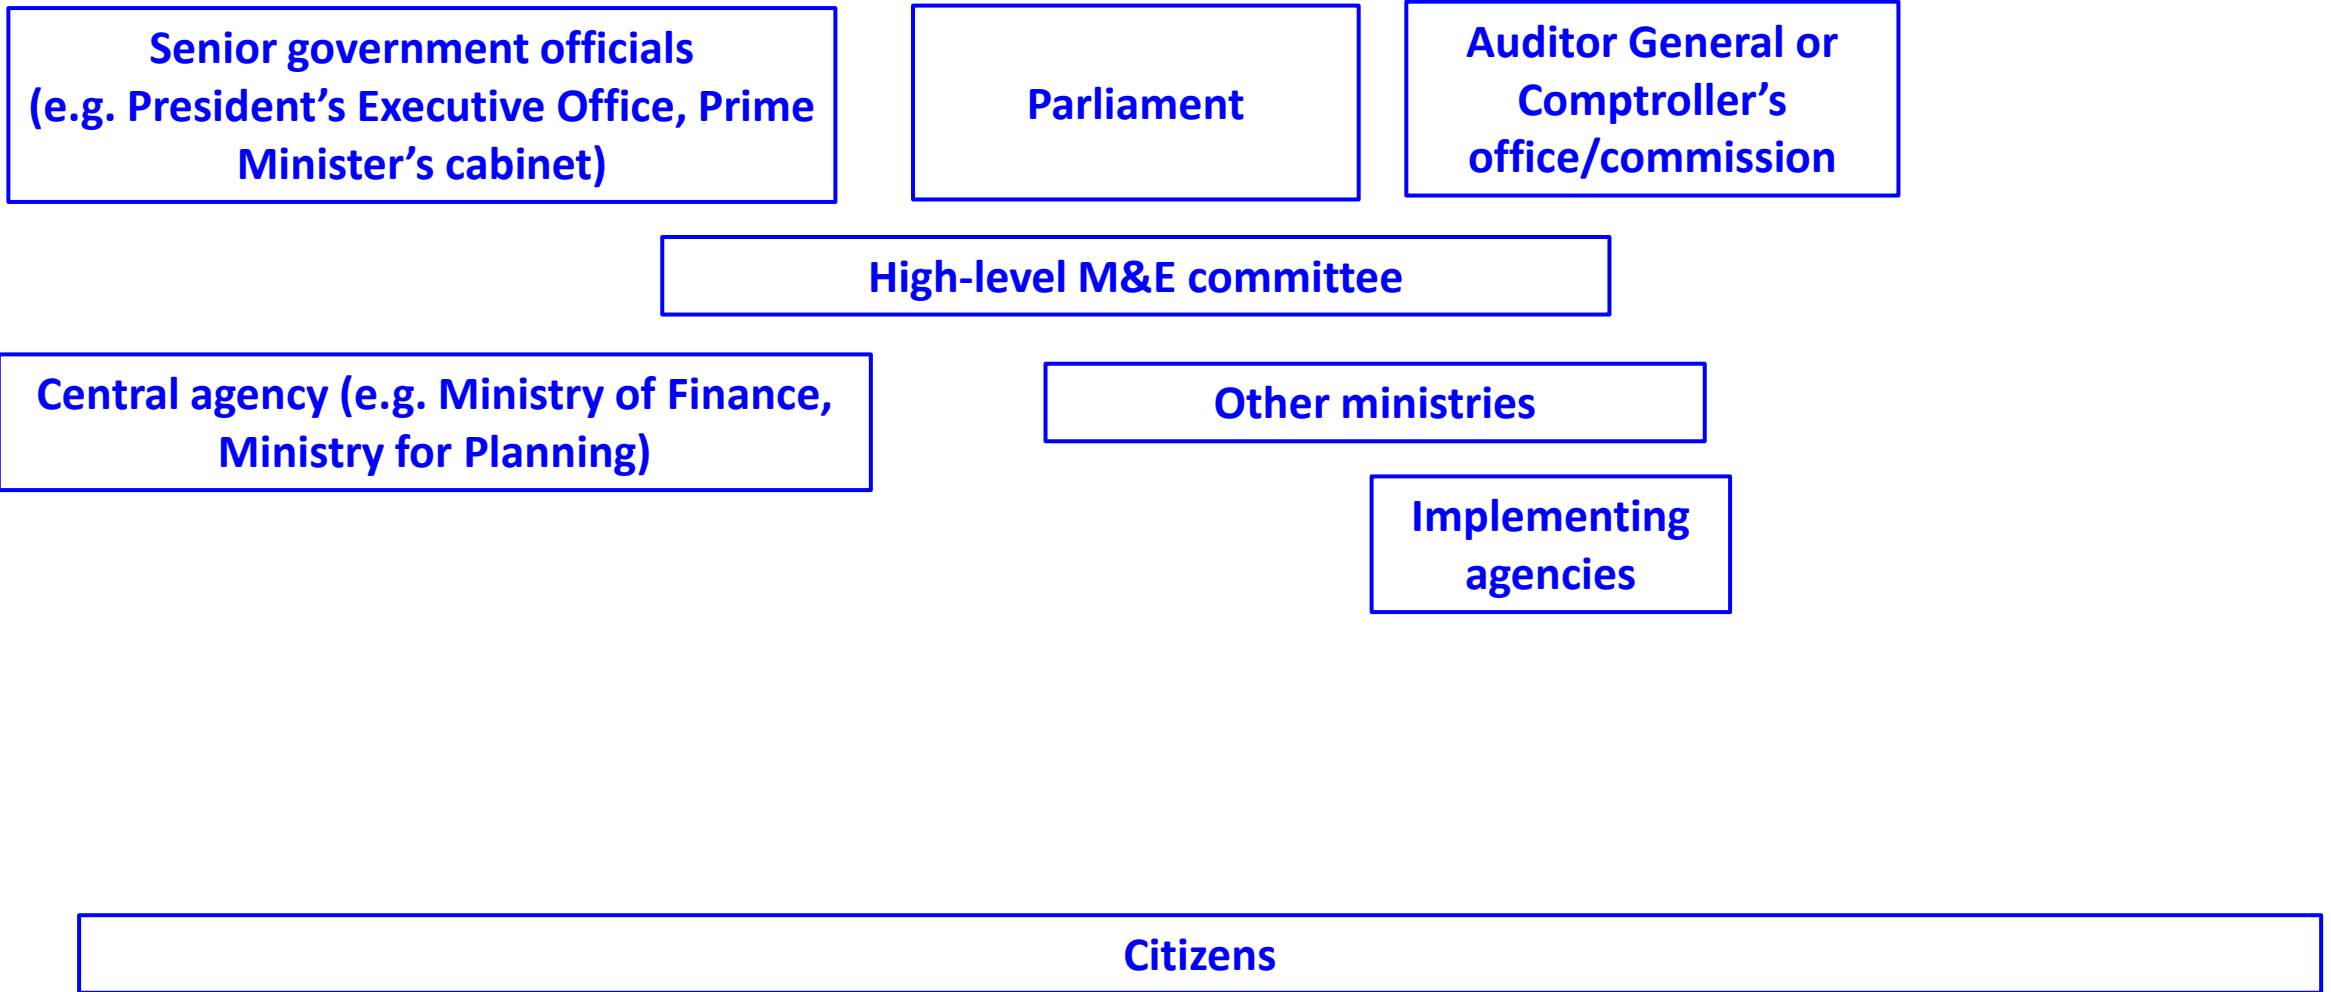 Senior government officials
(e.g. President’s Executive Office, Prime
Minister’s cabinet)
Parliament
Auditor General or
Comptroller’s
office/commission
High-level M&E committee
Central agency (e.g. Ministry of Finance,
Ministry for Planning)
Other ministries
Implementing
agencies
Citizens